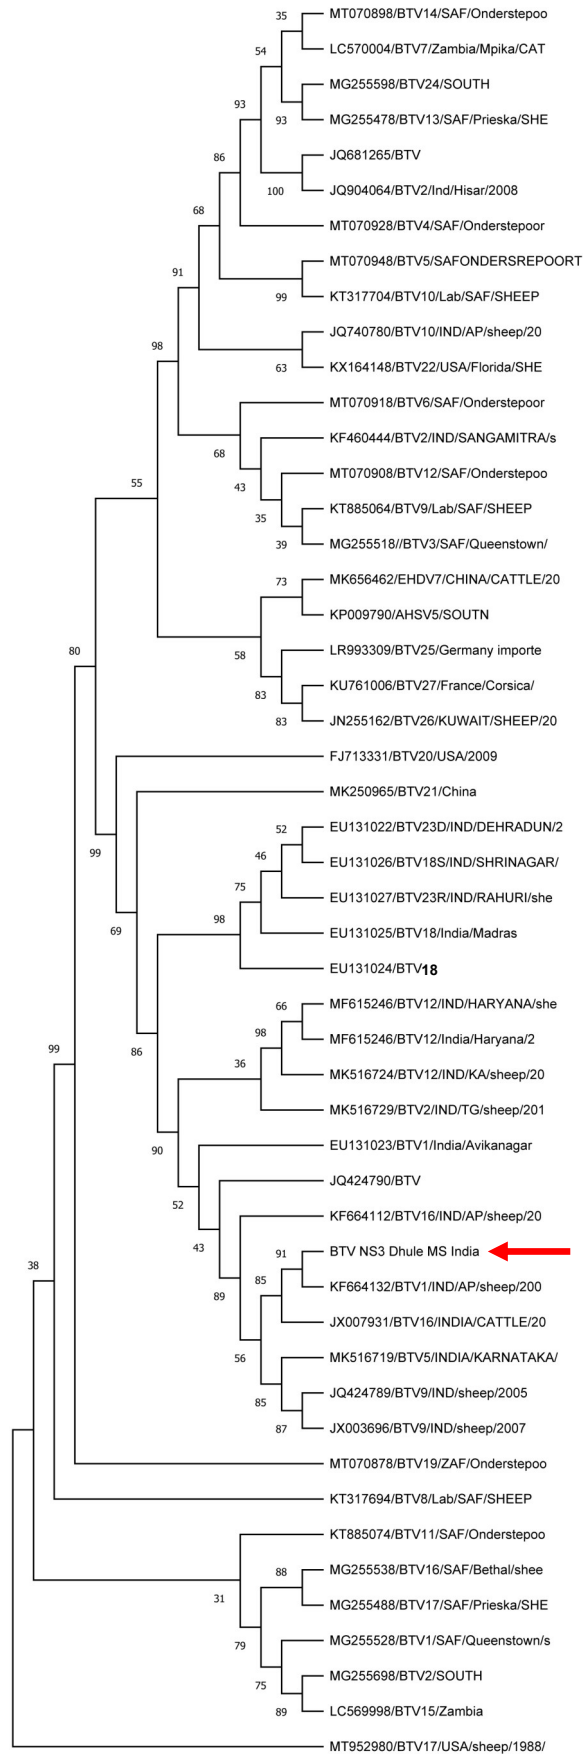 35
MT070898/BTV14/SAF/Onderstepoo
LC570004/BTV7/Zambia/Mpika/CAT
54
MG255598/BTV24/SOUTH
93
MG255478/BTV13/SAF/Prieska/SHE
93
JQ681265/BTV
86
JQ904064/BTV2/Ind/Hisar/2008
100
68
MT070928/BTV4/SAF/Onderstepoor
MT070948/BTV5/SAFONDERSREPOORT
91
KT317704/BTV10/Lab/SAF/SHEEP
99
JQ740780/BTV10/IND/AP/sheep/20
98
KX164148/BTV22/USA/Florida/SHE
63
MT070918/BTV6/SAF/Onderstepoor
KF460444/BTV2/IND/SANGAMITRA/s
68
MT070908/BTV12/SAF/Onderstepoo
55
43
KT885064/BTV9/Lab/SAF/SHEEP
35
MG255518//BTV3/SAF/Queenstown/
39
MK656462/EHDV7/CHINA/CATTLE/20
73
KP009790/AHSV5/SOUTN
LR993309/BTV25/Germany importe
80
58
KU761006/BTV27/France/Corsica/
83
JN255162/BTV26/KUWAIT/SHEEP/20
83
FJ713331/BTV20/USA/2009
MK250965/BTV21/China
EU131022/BTV23D/IND/DEHRADUN/2
52
99
EU131026/BTV18S/IND/SHRINAGAR/
46
EU131027/BTV23R/IND/RAHURI/she
75
EU131025/BTV18/India/Madras
98
69
EU131024/BTV18
MF615246/BTV12/IND/HARYANA/she
66
MF615246/BTV12/India/Haryana/2
98
86
99
MK516724/BTV12/IND/KA/sheep/20
36
MK516729/BTV2/IND/TG/sheep/201
EU131023/BTV1/India/Avikanagar
90
JQ424790/BTV
52
KF664112/BTV16/IND/AP/sheep/20
43
BTV NS3 Dhule MS India
91
38
KF664132/BTV1/IND/AP/sheep/200
85
89
JX007931/BTV16/INDIA/CATTLE/20
MK516719/BTV5/INDIA/KARNATAKA/
56
JQ424789/BTV9/IND/sheep/2005
85
JX003696/BTV9/IND/sheep/2007
87
MT070878/BTV19/ZAF/Onderstepoo
KT317694/BTV8/Lab/SAF/SHEEP
KT885074/BTV11/SAF/Onderstepoo
MG255538/BTV16/SAF/Bethal/shee
88
31
MG255488/BTV17/SAF/Prieska/SHE
MG255528/BTV1/SAF/Queenstown/s
79
MG255698/BTV2/SOUTH
75
LC569998/BTV15/Zambia
89
MT952980/BTV17/USA/sheep/1988/